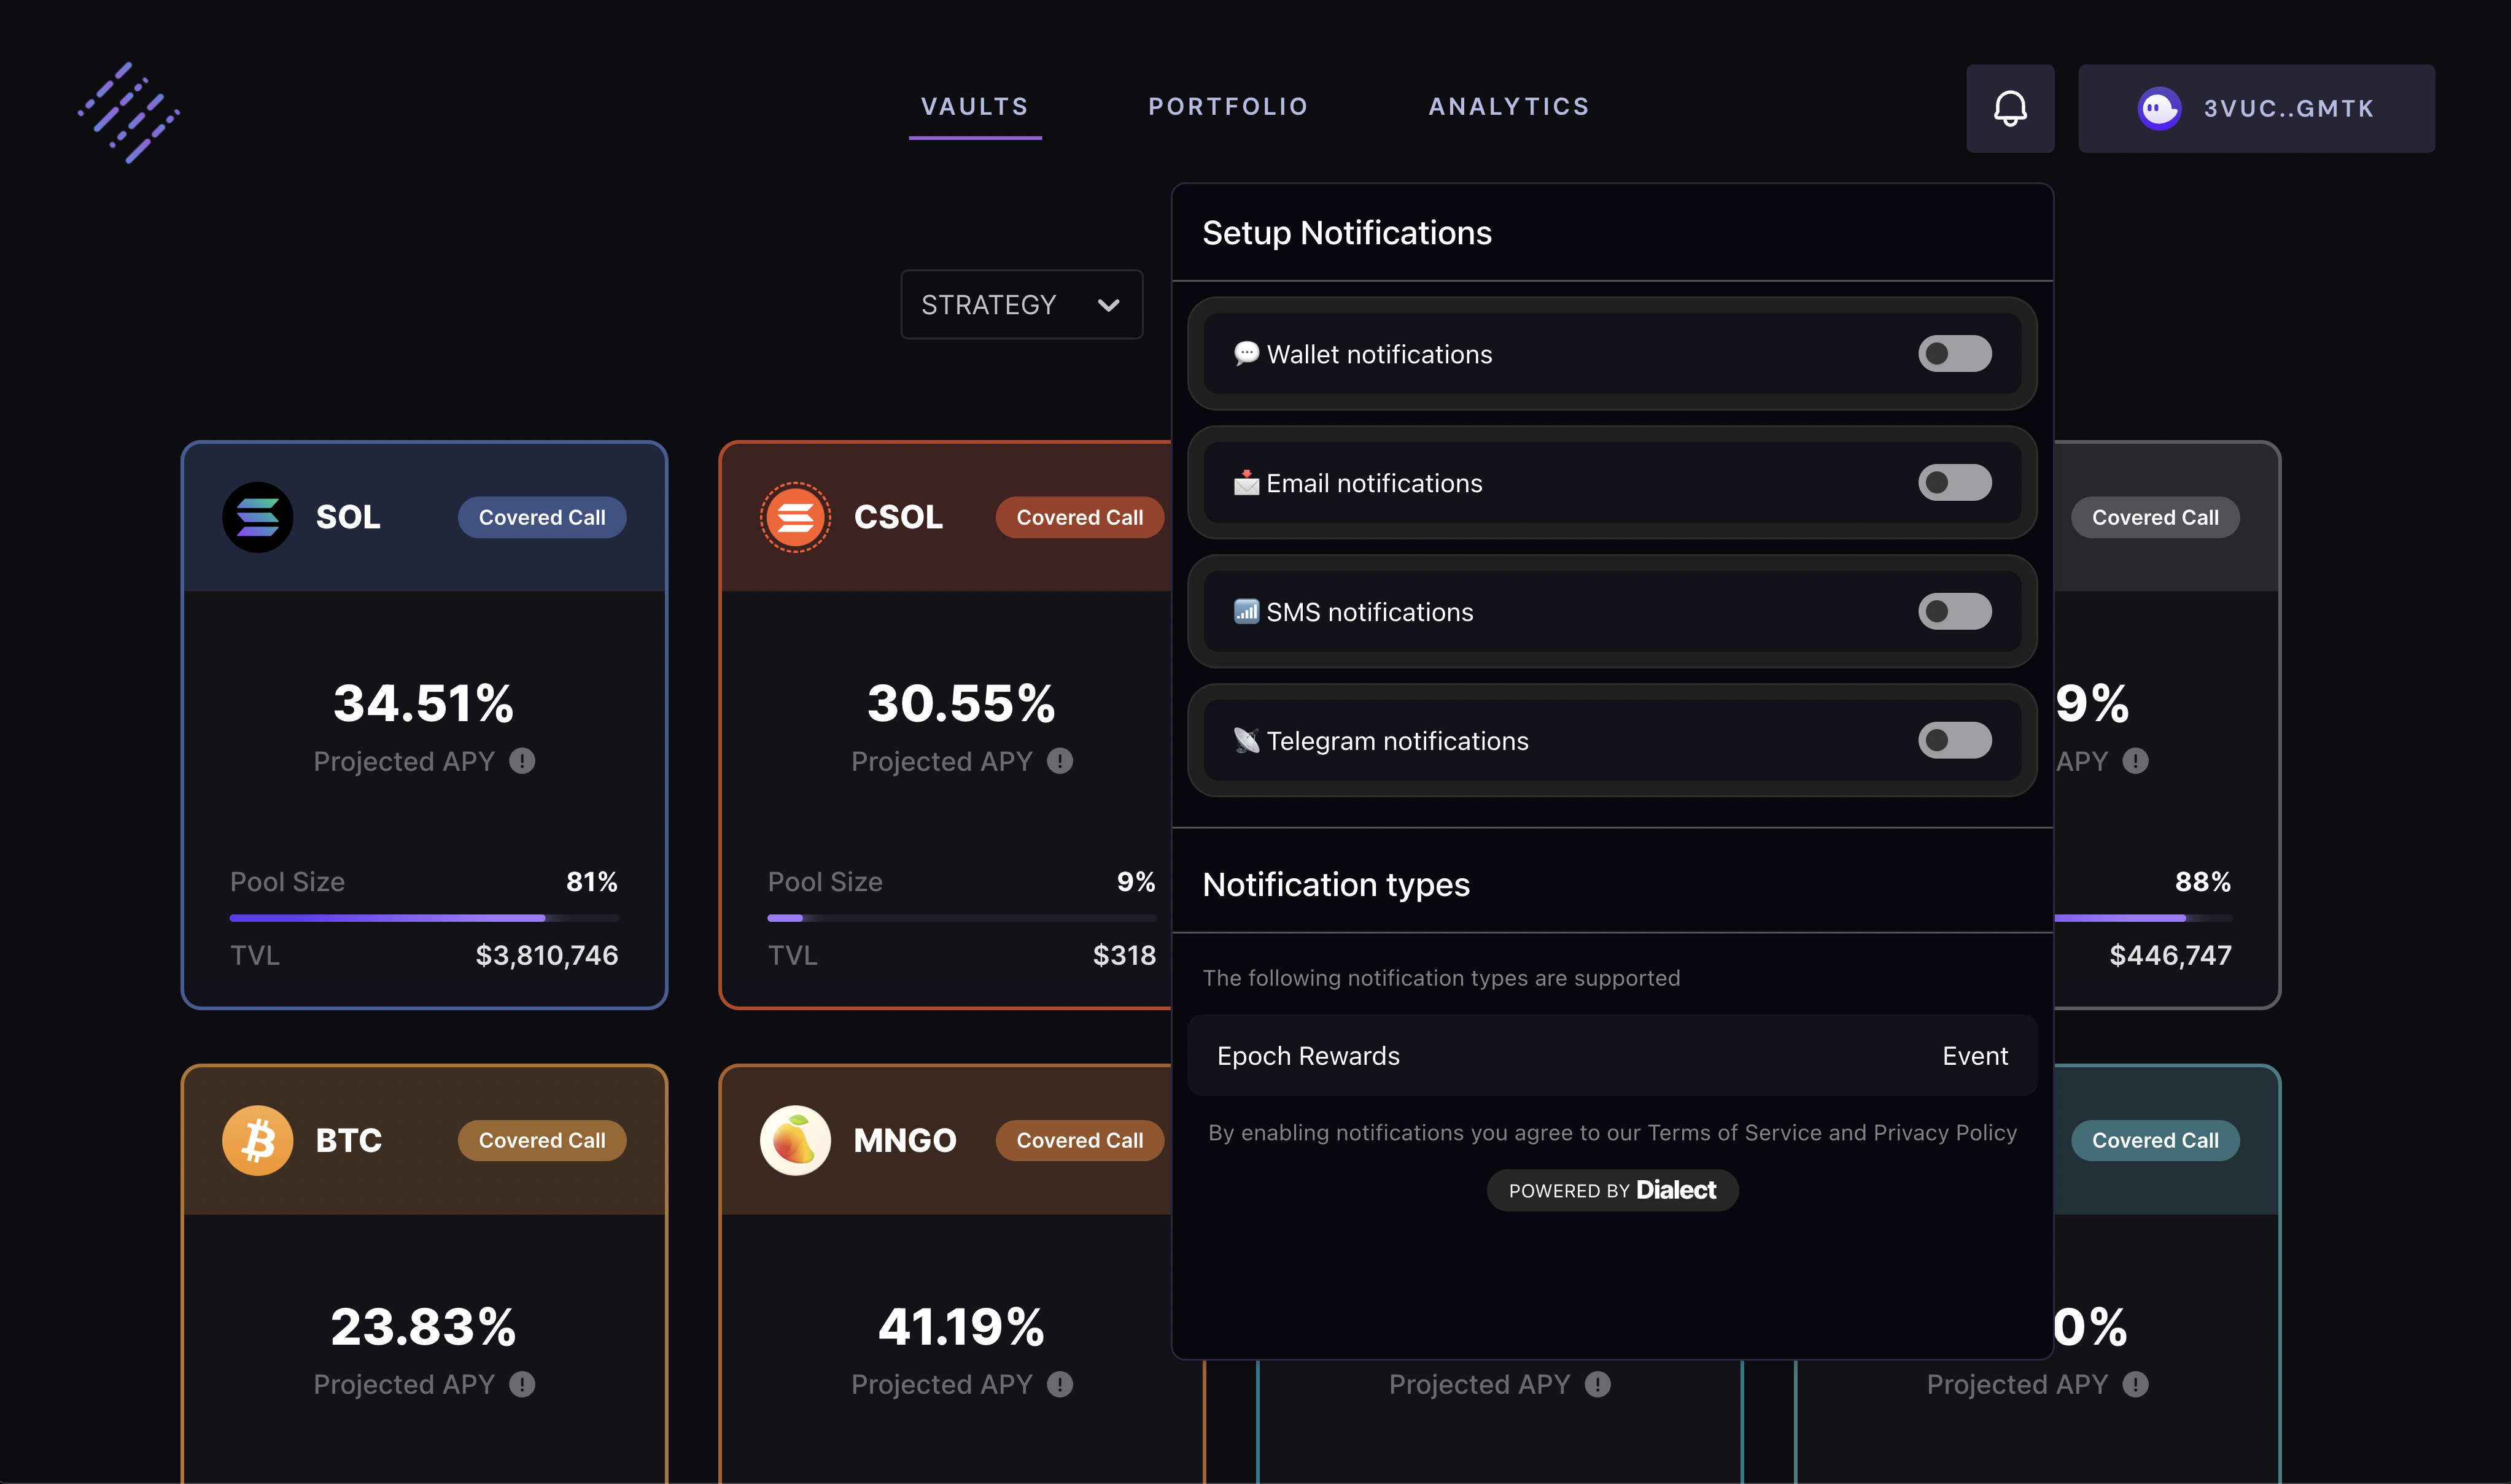 VAULTS PORTFOLIO ANALYTICS 3VUC..GMTK
STRATEGY
Setup Notifications
Wallet notifications
Email notifications
SMS notifications
Telegram notifications
Notification types
The following notification types are supported
Epoch Rewards Event
By enabling notifications you agree to our Terms of Service and Privacy Policy
POWERED BY Dialect
SOL Covered Call
34.51%
Projected APY
Pool Size 81%
TVL $3,810,746
CSOL Covered Call
30.55%
Projected APY
Pool Size 9%
TVL $318
Covered Call
9%
APY
88%
$446,747
BTC Covered Call
23.83%
Projected APY
MNGO Covered Call
41.19%
Projected APY
Projected APY
Covered Call
0%
Projected APY